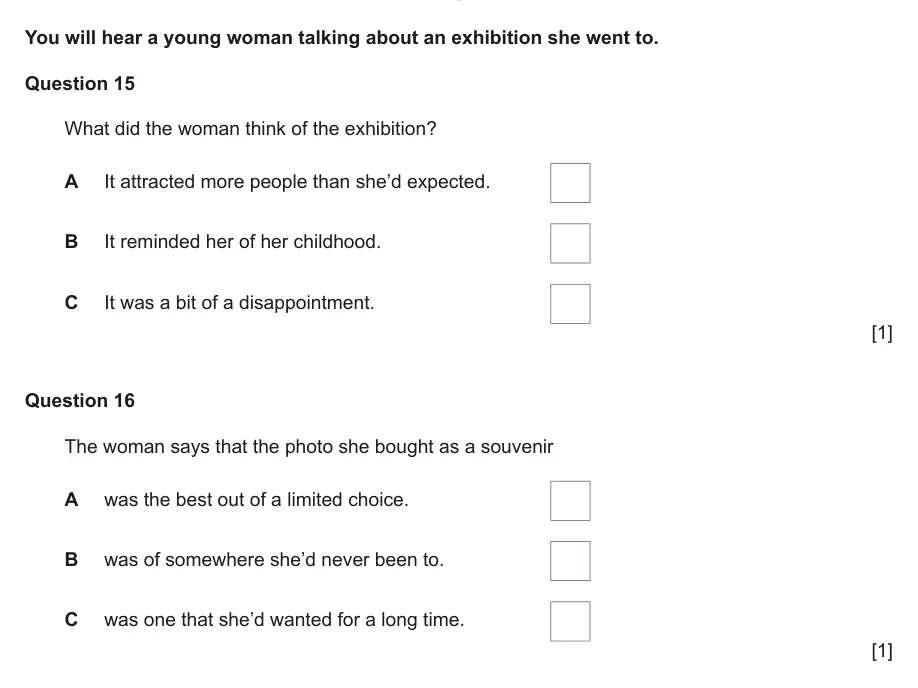 You will hear a young woman talking about an exhibition she went to.
Question 15
What did the woman think of the exhibition?
A It attracted more people than she'd expected.
B It reminded her of her childhood.
C It was a bit of a disappointment.
[1]
Question 16
The woman says that the photo she bought as a souvenir
A was the best out of a limited choice.
B was of somewhere she'd never been to.
C was one that she'd wanted for a long time.
[1]